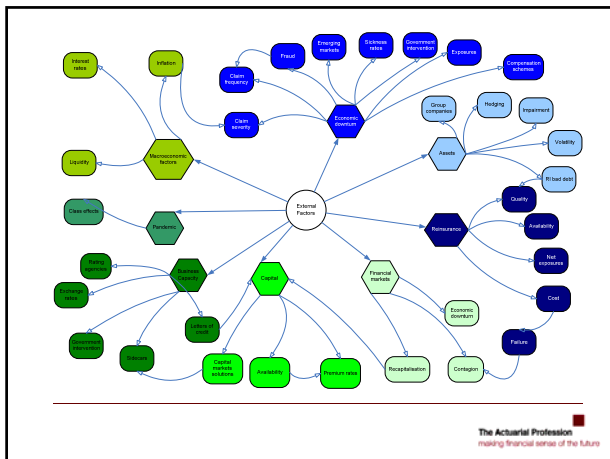 Interest
rates
Inflation
Fraud
Emerging
markets
Sickness
rates
Government
intervention
Exposures
Compensation
schemes
Claim
frequency
Claim
severity
Economic
downturn
Group
companies
Hedging
Impairment
Volatility
RI bad debt
Assets
Liquidity
Macroeconomic
factors
External
Factors
Class effects
Pandemic
Reinsurance
Quality
Availability
Net
exposures
Cost
Failure
Rating
agencies
Exchange
rates
Government
intervention
Sidecars
Letters of
credit
Business
Capacity
Capital
Capital
markets
solutions
Availability
Premium rates
Financial
markets
Economic
downturn
Recapitalisation
Contagion
The Actuarial Profession
making financial sense of the future